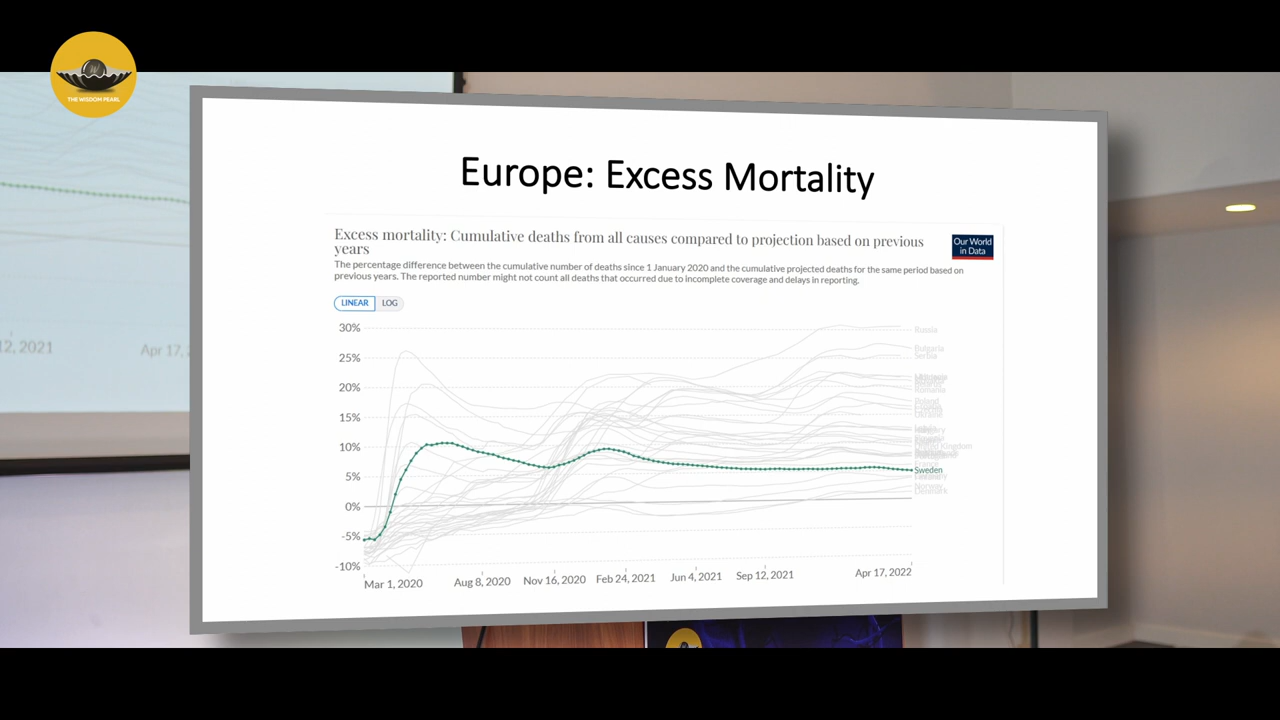 THE WISDOM PEARL
Europe: Excess Mortality
Excess mortality: Cumulative deaths from all causes compared to projection based on previous
years
Our World
in Data
The percentage difference between the cumulative number of deaths since 1 January 2020 and the cumulative projected deaths for the same period based on
previous years. The reported number might not count all deaths that occurred due to incomplete coverage and delays in reporting.
LINEAR LOG
30%
25%
20%
15%
10%
5%
0%
-5%
-10%
Russia
Bulgaria
Serbia
Romania
Poland
Ukraine
United Kingdom
Sweden
Norway
Denmark
Mar 1, 2020
Aug 8, 2020
Nov 16, 2020
Feb 24, 2021
Jun 4, 2021
Sep 12, 2021
Apr 17, 2022
12, 2021
Apr 17, 2